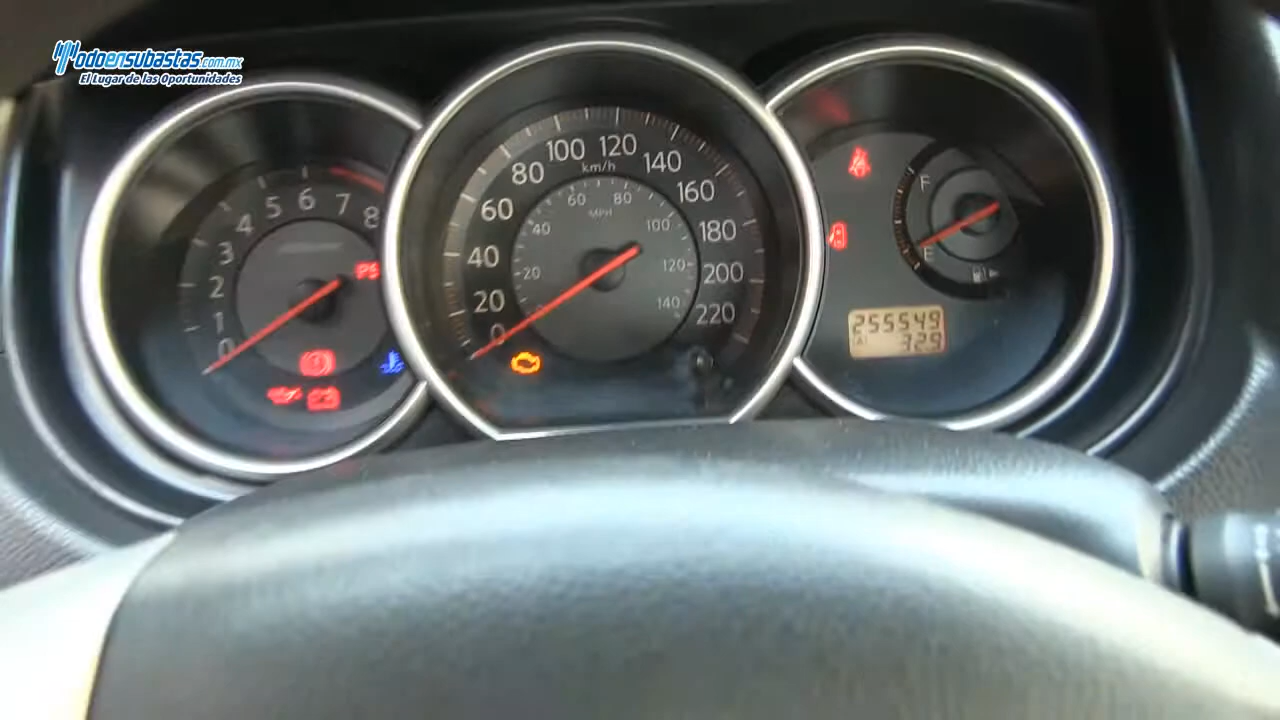 todoensubastas.com.mx
El Lugar de las Oportunidades
0 1 2 3 4 5 6 7 8
PS
0 20 40 60 80 100 120 140 160 180 200 220
km/h
20 40 60 80 100 120 140
MPH
F
E
255549
A 329